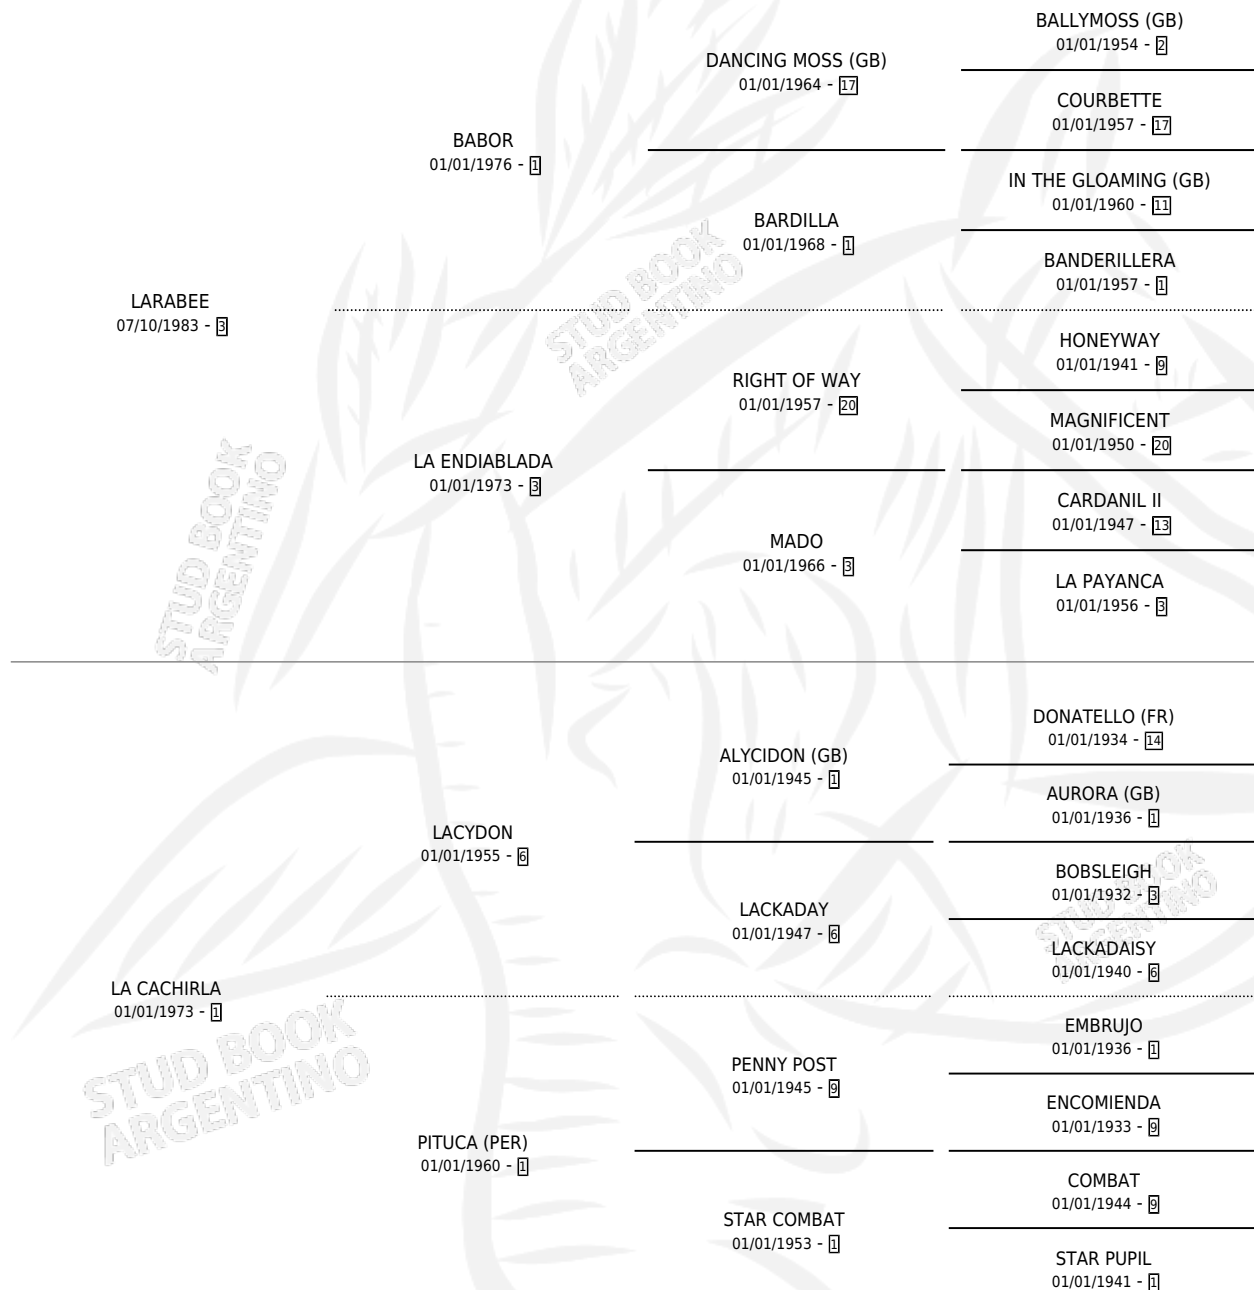 BALLYMOSS (GB)
01/01/1954 - 2
DANCING MOSS (GB)
01/01/1964 - 17
COURBETTE
01/01/1957 - 17
BABOR
01/01/1976 - 1
IN THE GLOAMING (GB)
01/01/1960 - 11
BARDILLA
01/01/1968 - 1
BANDERILLERA
01/01/1957 - 1
LARABEE
07/10/1983 - 3
STUD BOOK
ARGENTINO
HONEYWAY
01/01/1941 - 9
RIGHT OF WAY
01/01/1957 - 20
MAGNIFICENT
01/01/1950 - 20
LA ENDIABLADA
01/01/1973 - 3
CARDANIL II
01/01/1947 - 13
MADO
01/01/1966 - 3
LA PAYANCA
01/01/1956 - 3
STUD BOOK
ARGENTINO
DONATELLO (FR)
01/01/1934 - 14
ALYCIDON (GB)
01/01/1945 - 1
AURORA (GB)
01/01/1936 - 1
LACYDON
01/01/1955 - 6
BOBSLEIGH
01/01/1932 - 3
LACKADAY
01/01/1947 - 6
LACKADAISY
01/01/1940 - 6
STUD BOOK
ARGENTINO
LA CACHIRLA
01/01/1973 - 1
EMBRUJO
01/01/1936 - 1
PENNY POST
01/01/1945 - 9
ENCOMIENDA
01/01/1933 - 9
STUD BOOK
ARGENTINO
PITUCA (PER)
01/01/1960 - 1
COMBAT
01/01/1944 - 9
STAR COMBAT
01/01/1953 - 1
STAR PUPIL
01/01/1941 - 1